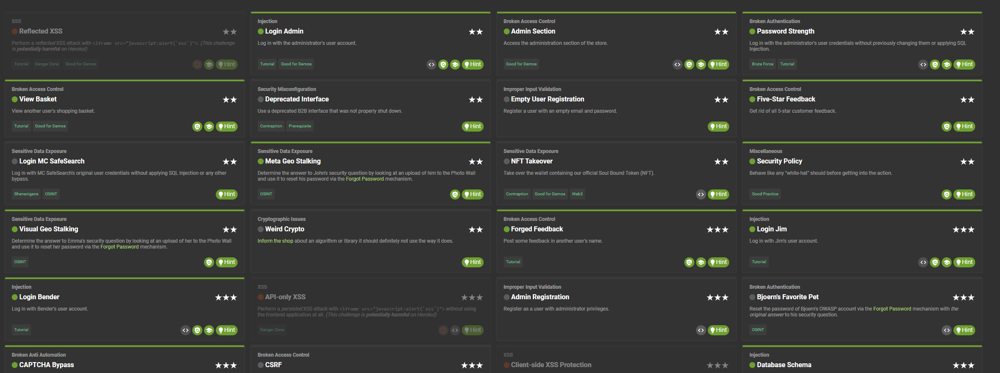 XSS
Reflected XSS
Perform a reflected XSS attack with <iframe src="javascript:alert(`xss`)">. (This challenge
is potentially harmful on Heroku!)
Tutorial Danger Zone Good for Demos Hint
Injection
Login Admin
Log in with the administrator's user account.
Tutorial Good for Demos <> Hint
Broken Access Control
Admin Section
Access the administration section of the store.
Good for Demos <> Hint
Broken Authentication
Password Strength
Log in with the administrator's user credentials without previously changing them or applying SQL
Injection.
Brute Force Tutorial <> Hint
Broken Access Control
View Basket
View another user's shopping basket.
Tutorial Good for Demos Hint
Security Misconfiguration
Deprecated Interface
Use a deprecated B2B interface that was not properly shut down.
Contraption Prerequisite Hint
Improper Input Validation
Empty User Registration
Register a user with an empty email and password.
Hint
Broken Access Control
Five-Star Feedback
Get rid of all 5-star customer feedback.
Hint
Sensitive Data Exposure
Login MC SafeSearch
Log in with MC SafeSearch's original user credentials without applying SQL Injection or any other
bypass.
Shenanigans OSINT Hint
Sensitive Data Exposure
Meta Geo Stalking
Determine the answer to John's security question by looking at an upload of him to the Photo Wall
and use it to reset his password via the Forgot Password mechanism.
OSINT Hint
Sensitive Data Exposure
NFT Takeover
Take over the wallet containing our official Soul Bound Token (NFT).
Contraption Good for Demos Web3 <> Hint
Miscellaneous
Security Policy
Behave like any "white-hat" should before getting into the action.
Good Practice Hint
Sensitive Data Exposure
Visual Geo Stalking
Determine the answer to Emma's security question by looking at an upload of her to the Photo Wall
and use it to reset her password via the Forgot Password mechanism.
OSINT Hint
Cryptographic Issues
Weird Crypto
Inform the shop about an algorithm or library it should definitely not use the way it does.
Hint
Broken Access Control
Forged Feedback
Post some feedback in another user's name.
Tutorial Hint
Injection
Login Jim
Log in with Jim's user account.
Tutorial <> Hint
Injection
Login Bender
Log in with Bender's user account.
Tutorial <> Hint
XSS
API-only XSS
Perform a persisted XSS attack with <iframe src="javascript:alert(`xss`)"> without using
the frontend application at all. (This challenge is potentially harmful on Heroku!)
Danger Zone <> Hint
Improper Input Validation
Admin Registration
Register as a user with administrator privileges.
<> Hint
Broken Authentication
Bjoern's Favorite Pet
Reset the password of Bjoern's OWASP account via the Forgot Password mechanism with the
original answer to his security question.
OSINT <> Hint
Broken Anti Automation
CAPTCHA Bypass
Broken Access Control
CSRF
XSS
Client-side XSS Protection
Injection
Database Schema